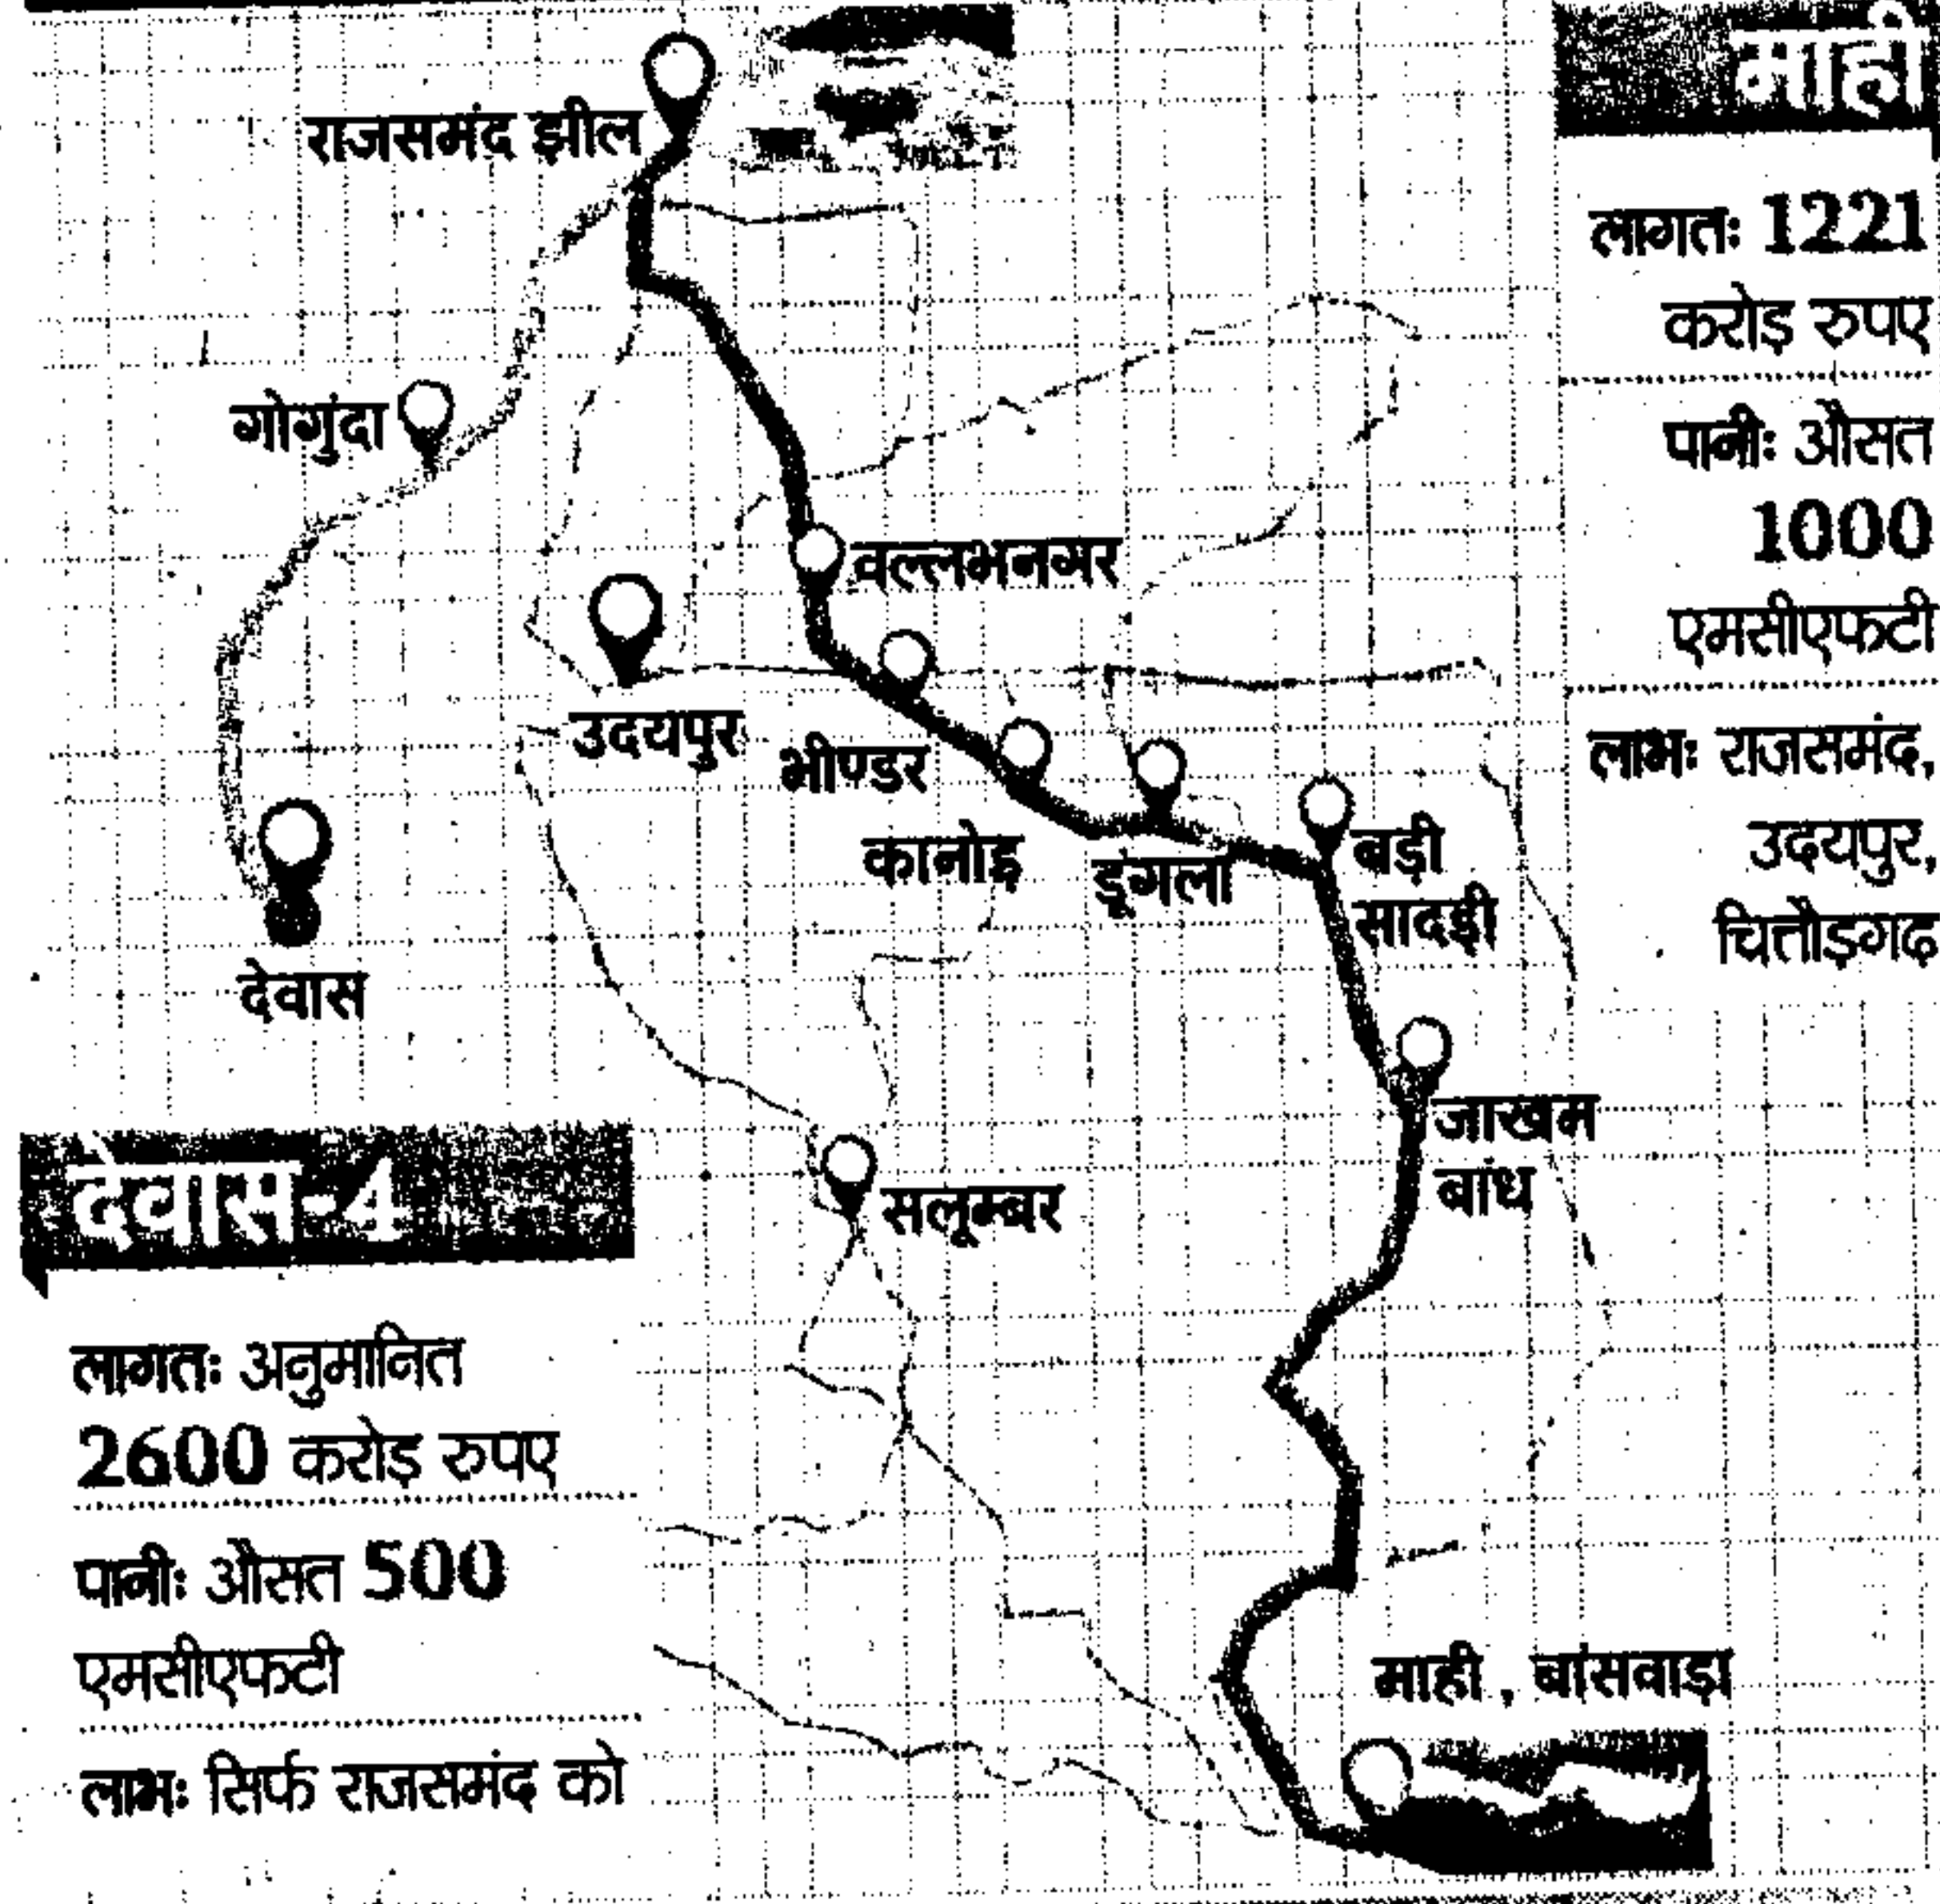 माही
राजसमंद झील
लागतः 1221
करोड़ रुपए
पानीः औसत
1000
एमसीएफटी
लाभः राजसमंद,
उदयपुर,
चित्तौड़गढ़
गोगुंदा
वल्लभनगर
उदयपुर
भीण्डर
कानोड़
डूंगला
बड़ी
सादड़ी
देवास
जाखम
बांध
सलूम्बर
देवास-4
लागतः अनुमानित
2600 करोड़ रुपए
पानीः औसत 500
एमसीएफटी
लाभः सिर्फ राजसमंद को
माही, बांसवाड़ा